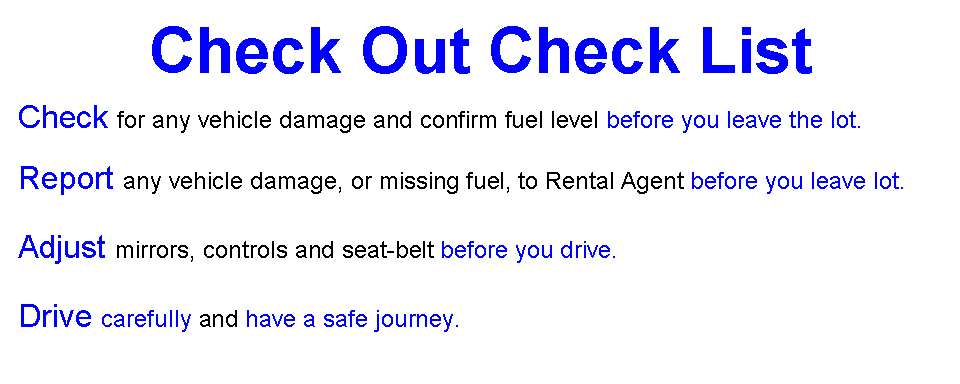 Check Out Check List
Check for any vehicle damage and confirm fuel level before you leave the lot.
Report any vehicle damage, or missing fuel, to Rental Agent before you leave lot.
Adjust mirrors, controls and seat-belt before you drive.
Drive carefully and have a safe journey.